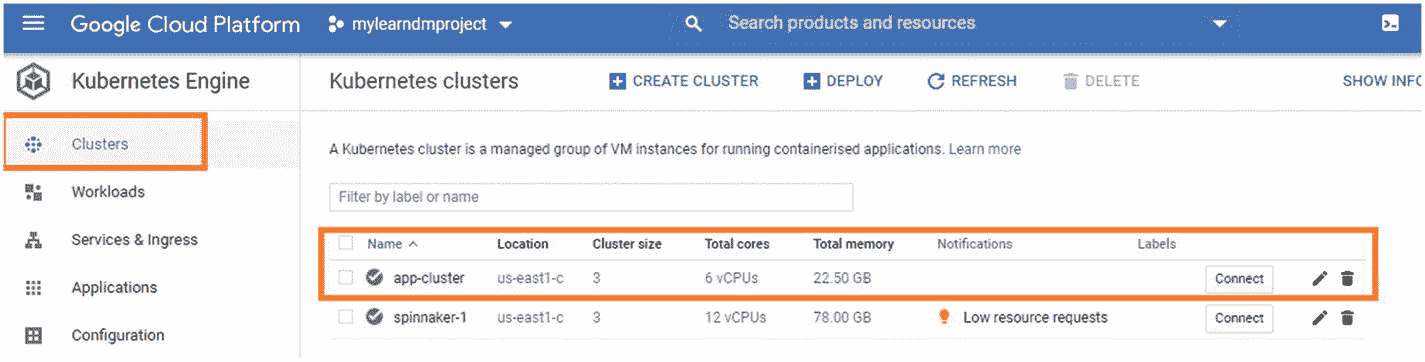 Google Cloud Platform mylearndmproject Search products and resources
Kubernetes Engine
Kubernetes clusters CREATE CLUSTER DEPLOY REFRESH DELETE SHOW INFO
Clusters
A Kubernetes cluster is a managed group of VM instances for running containerised applications. Learn more
Workloads
Filter by label or name
Services & Ingress
Name Location Cluster size Total cores Total memory Notifications Labels
app-cluster us-east1-c 3 6 vCPUs 22.50 GB Connect
Applications
spinnaker-1 us-east1-c 3 12 vCPUs 78.00 GB Low resource requests Connect
Configuration